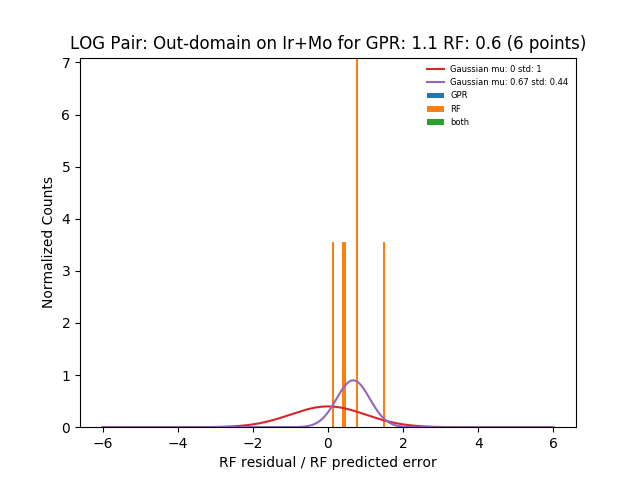 LOG Pair: Out-domain on Ir+Mo for GPR: 1.1 RF: 0.6 (6 points)
Gaussian mu: 0 std: 1
Gaussian mu: 0.67 std: 0.44
GPR
RF
both
Normalized Counts
7
6
5
4
3
2
1
0
−6
−4
−2
0
2
4
6
RF residual / RF predicted error